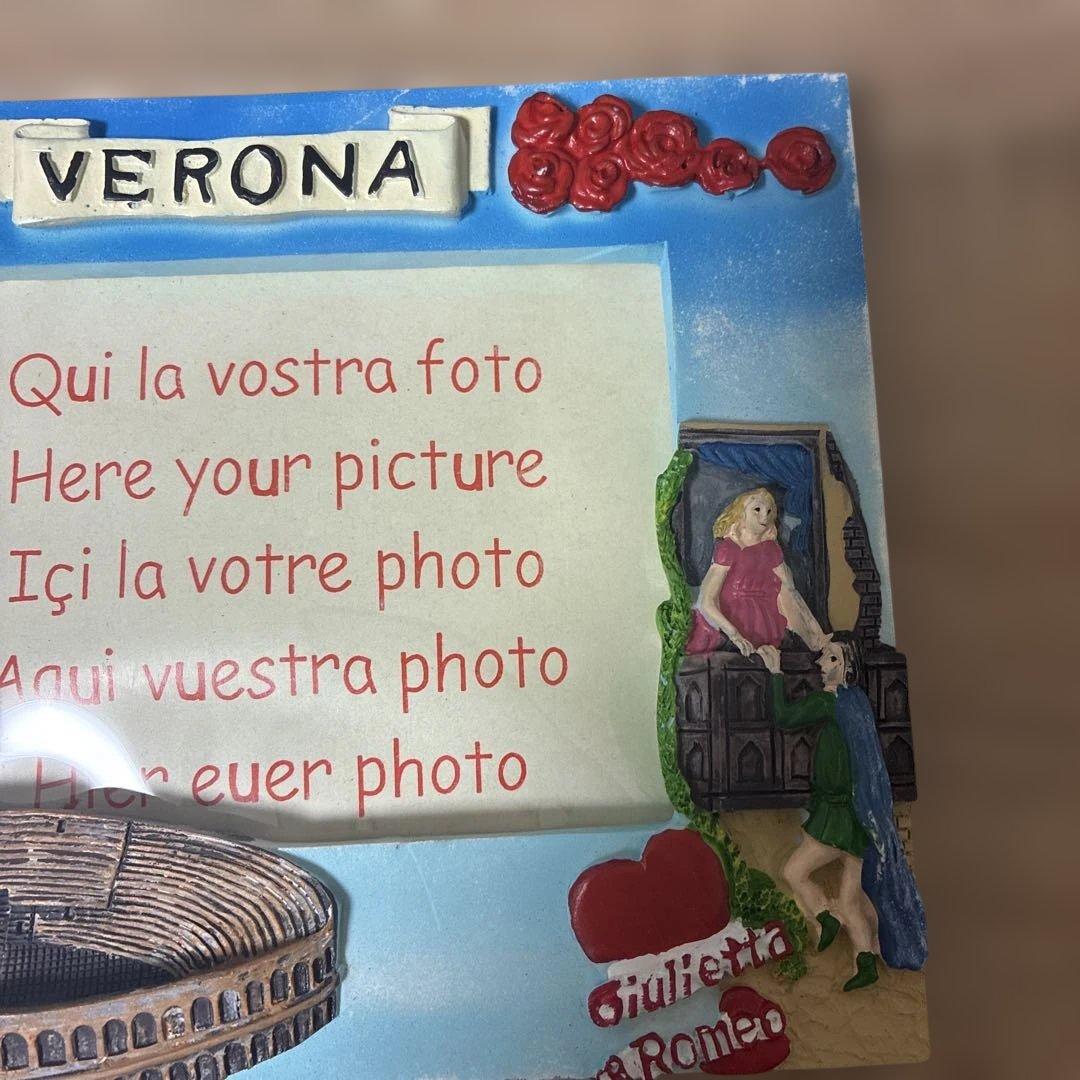 VERONA
Qui la vostra foto
Here your picture
Içi la votre photo
Aqui vuestra photo
Hier euer photo
Giulietta
& Romeo